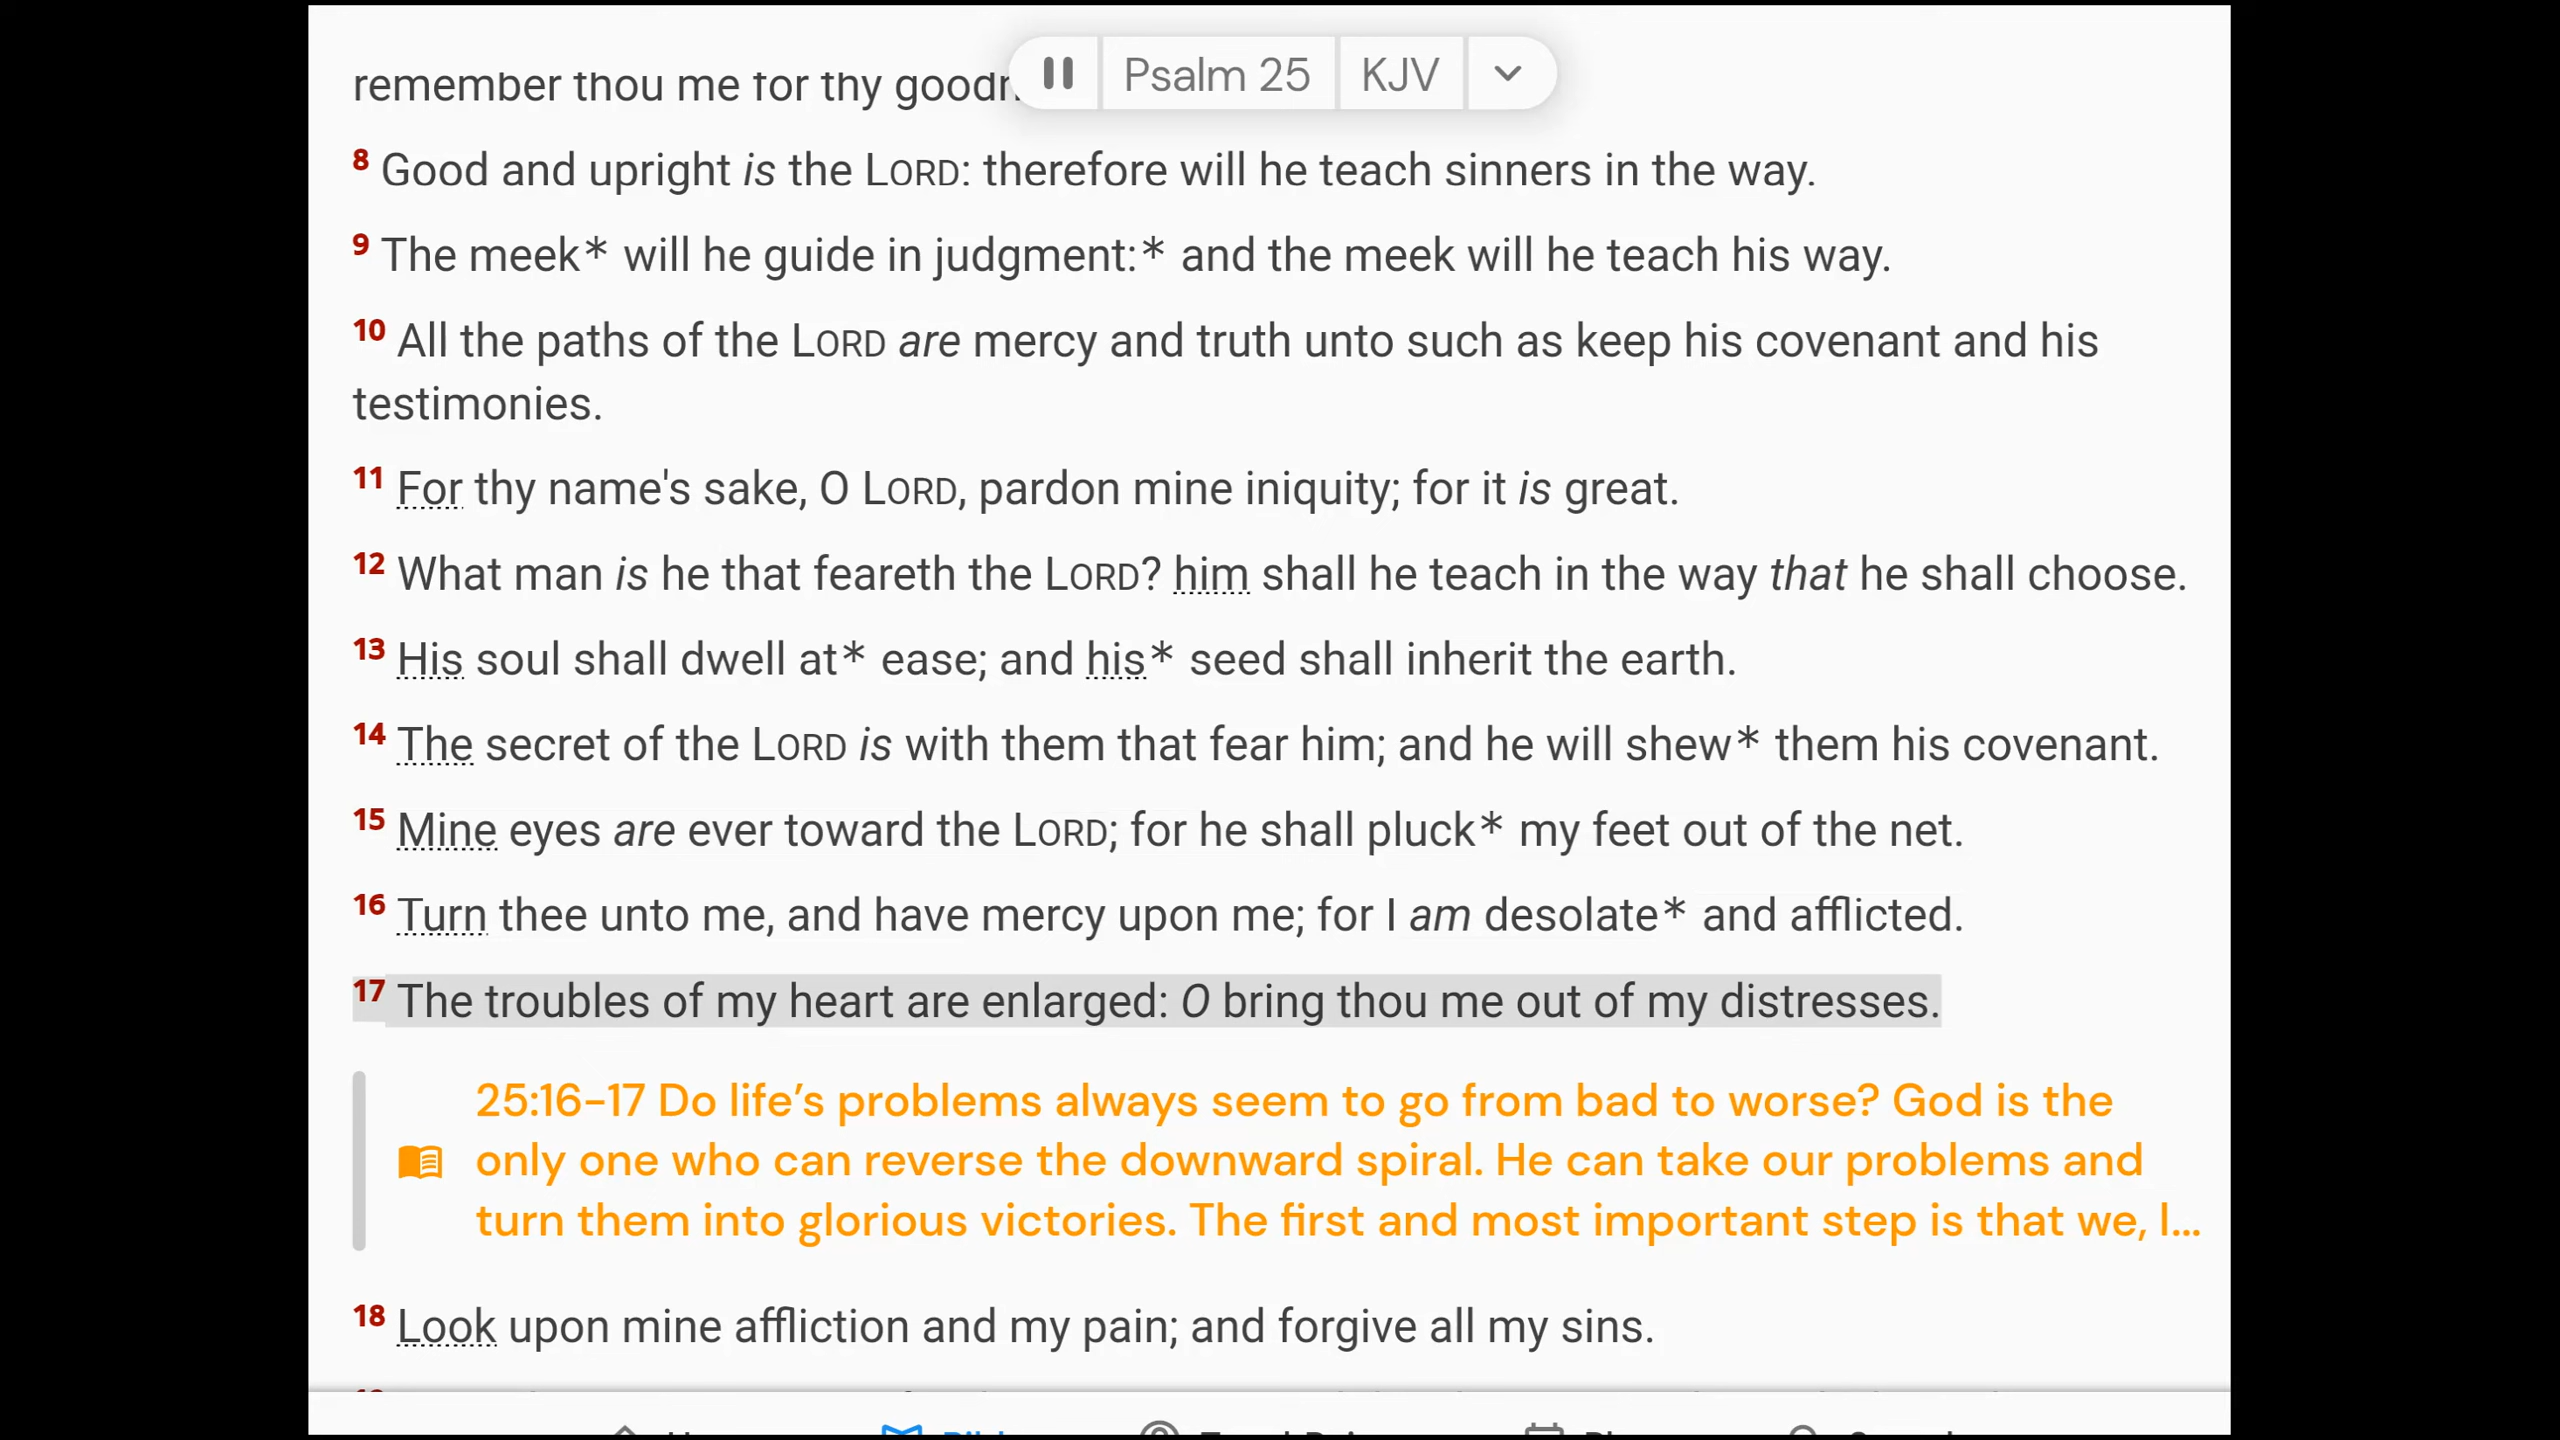 Psalm 25 KJV
remember thou me for thy
8 Good and upright is the LORD: therefore will he teach sinners in the way.
9 The meek* will he guide in judgment:* and the meek will he teach his way.
10 All the paths of the LORD are mercy and truth unto such as keep his covenant and his
testimonies.
11 For thy name's sake, O LORD, pardon mine iniquity; for it is great.
12 What man is he that feareth the LORD? him shall he teach in the way that he shall choose.
13 His soul shall dwell at* ease; and his* seed shall inherit the earth.
14 The secret of the LORD is with them that fear him; and he will shew* them his covenant.
15 Mine eyes are ever toward the LORD; for he shall pluck* my feet out of the net.
16 Turn thee unto me, and have mercy upon me; for I am desolate* and afflicted.
17 The troubles of my heart are enlarged: O bring thou me out of my distresses.
25:16–17 Do life’s problems always seem to go from bad to worse? God is the
only one who can reverse the downward spiral. He can take our problems and
turn them into glorious victories. The first and most important step is that we, l...
18 Look upon mine affliction and my pain; and forgive all my sins.